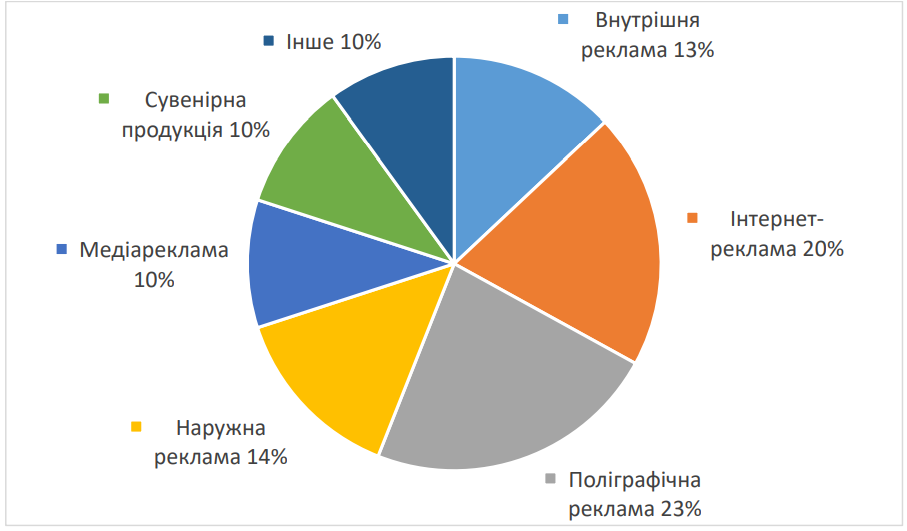 Внутрішня
реклама 13%
Інтернет-
реклама 20%
Поліграфічна
реклама 23%
Наружна
реклама 14%
Медіареклама
10%
Сувенірна
продукція 10%
Інше 10%